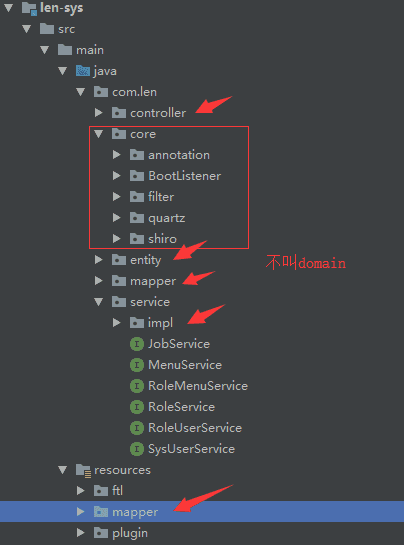 len-sys
src
main
java
com.len
controller
core
annotation
BootListener
filter
quartz
shiro
entity
不叫domain
mapper
service
impl
JobService
MenuService
RoleMenuService
RoleService
RoleUserService
SysUserService
resources
ftl
mapper
plugin